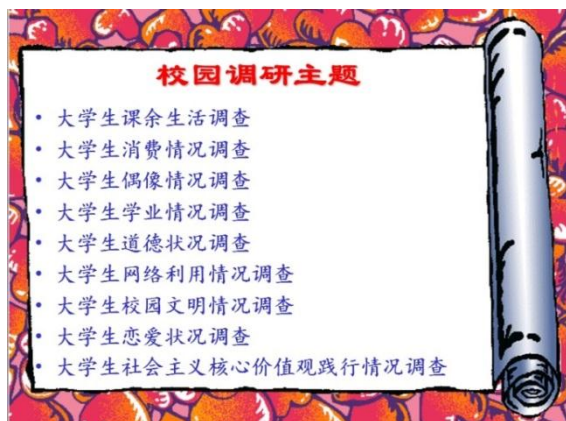 校园调研主题
• 大学生课余生活调查
• 大学生消费情况调查
• 大学生偶像情况调查
• 大学生学业情况调查
• 大学生道德状况调查
• 大学生网络利用情况调查
• 大学生校园文明情况调查
• 大学生恋爱状况调查
• 大学生社会主义核心价值观践行情况调查